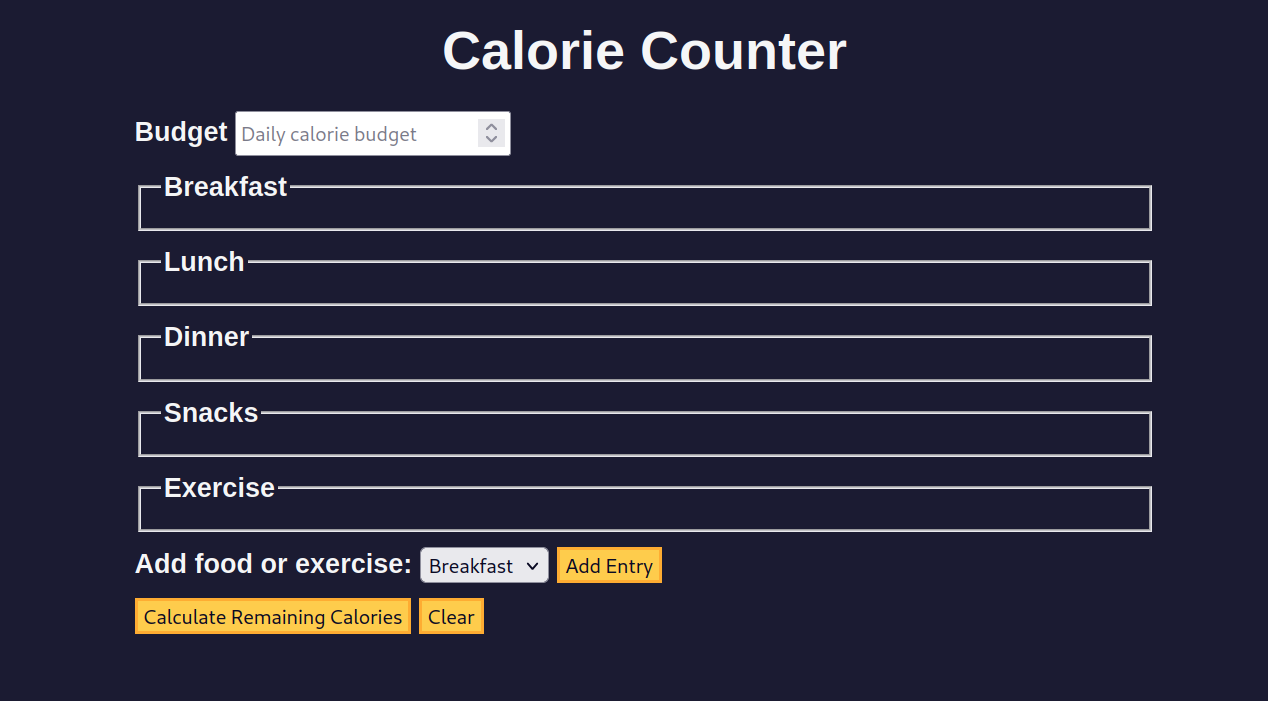 Calorie Counter
Budget Daily calorie budget
Breakfast
Lunch
Dinner
Snacks
Exercise
Add food or exercise: Breakfast Add Entry
Calculate Remaining Calories Clear